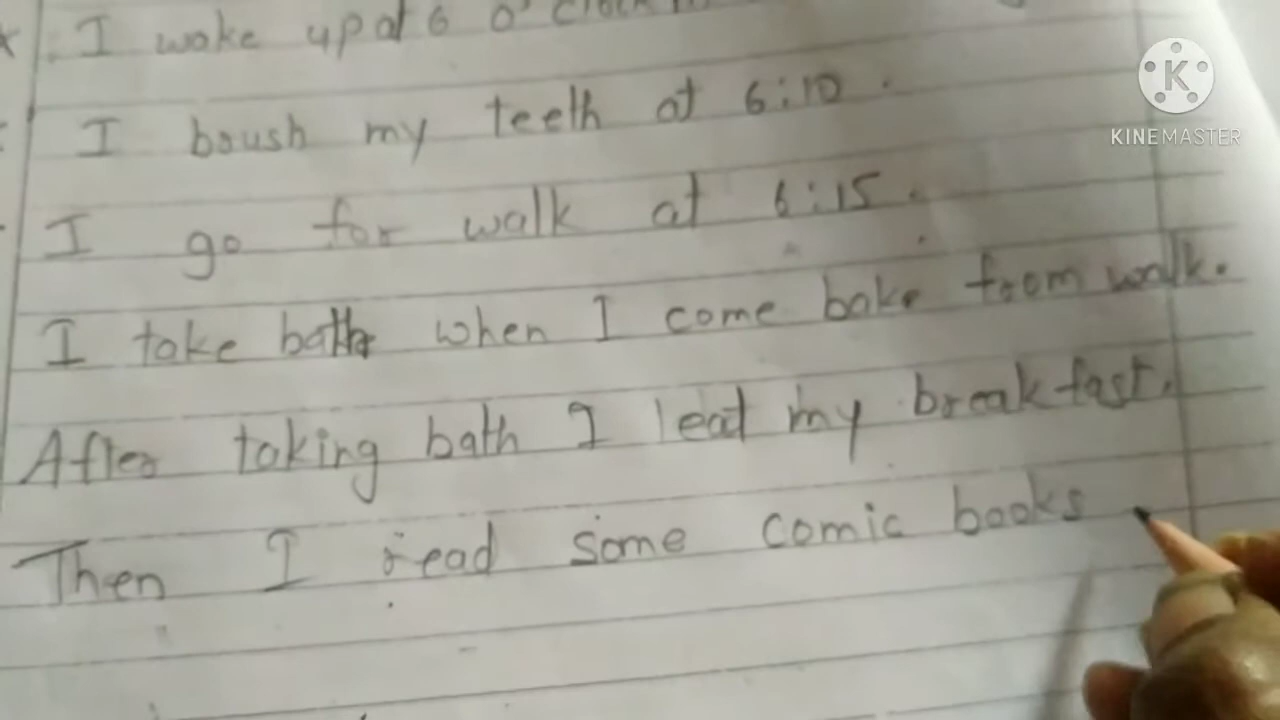 I wake up at 6 o'clock
I brush my teeth at 6:10.
I go for walk at 6:15.
I take bath when I come bake from walk.
After taking bath I eat my breakfast.
Then I read some comic books
K
KINEMASTER